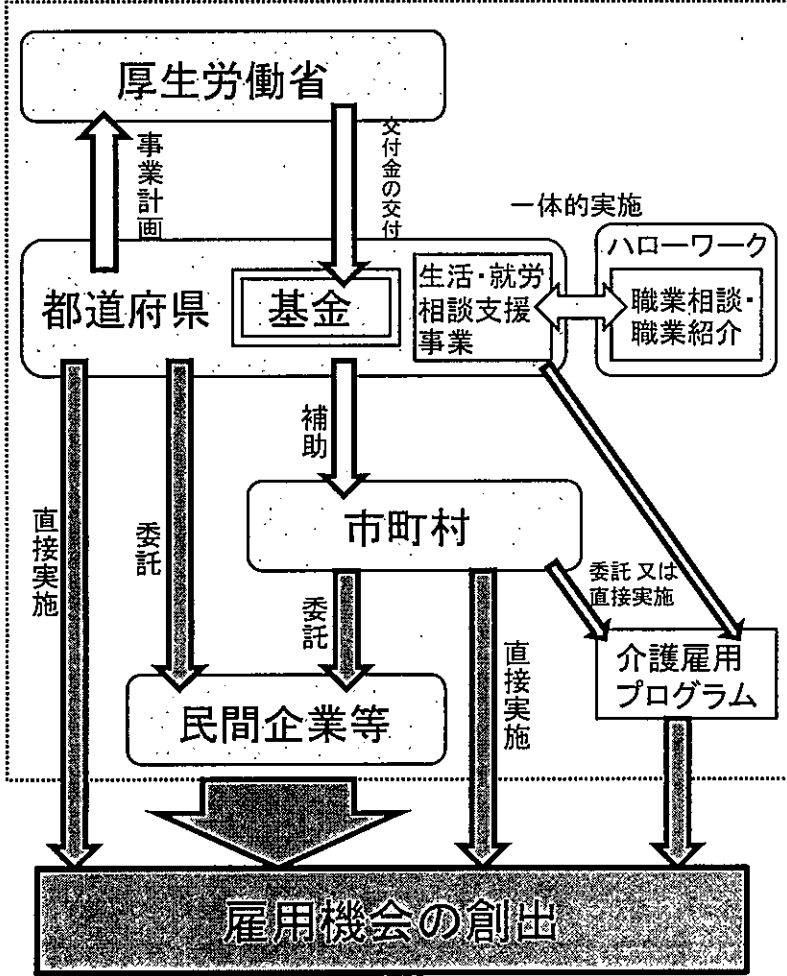 厚生労働省
事業計画
交付金の交付
一体的実施
都道府県
基金
生活・就労
相談支援
事業
ハローワーク
職業相談・
職業紹介
補助
市町村
直接実施
委託
委託
直接実施
委託又は
直接実施
介護雇用
プログラム
民間企業等
雇用機会の創出